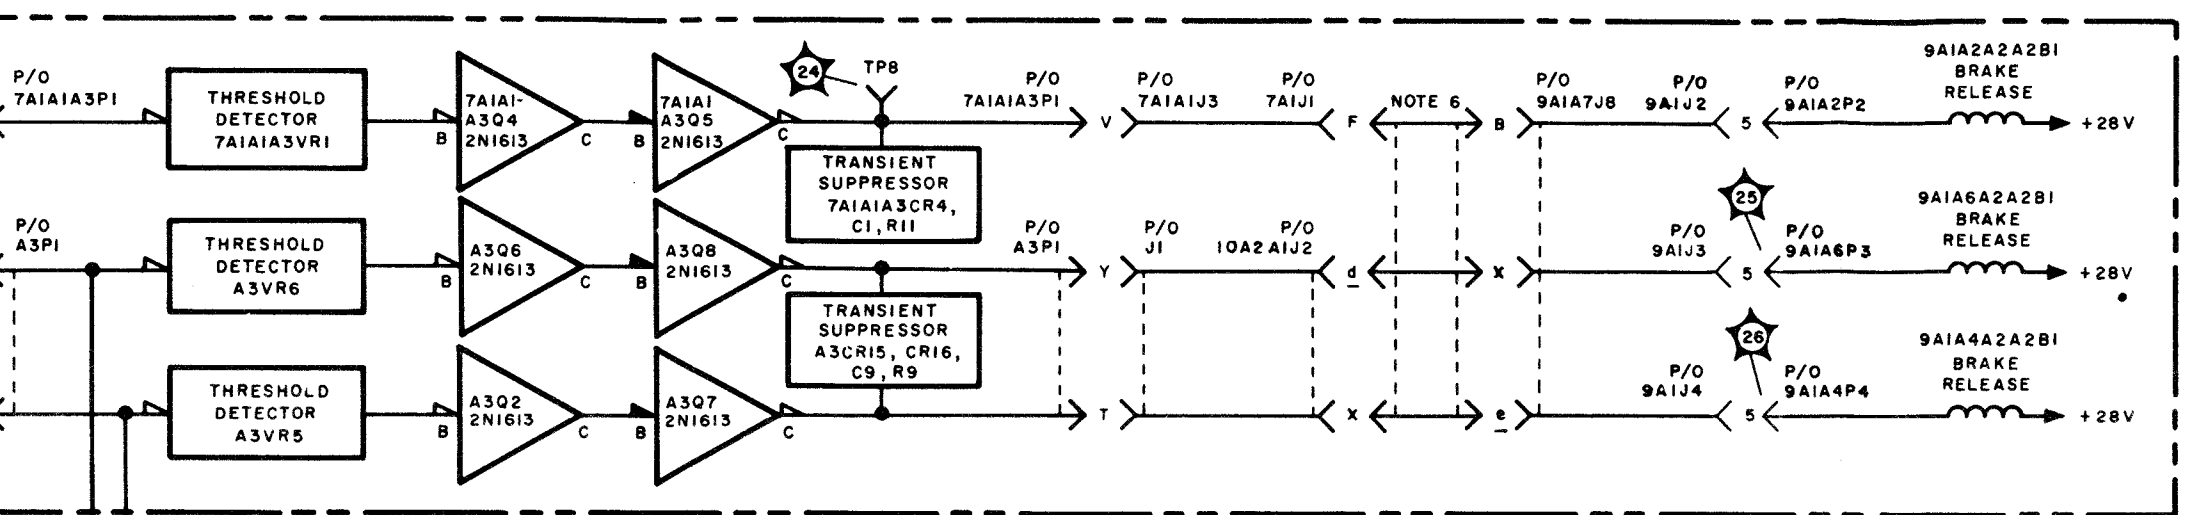 P/O
7A1A1A3P1
THRESHOLD
DETECTOR
7A1A1A3VR1
B
7A1A1-
A3Q4
2N1613
C
B
7A1A1
A3Q5
2N1613
C
24
TP8
TRANSIENT
SUPPRESSOR
7A1A1A3CR4,
C1, R11
P/O
7A1A1A3P1
V
P/O
7A1A1J3
P/O
7A1J1
F
NOTE 6
B
P/O
9A1A7J8
P/O
9A1J2
5
P/O
9A1A2P2
9A1A2A2A2B1
BRAKE
RELEASE
+28V
P/O
A3P1
THRESHOLD
DETECTOR
A3VR6
B
A3Q6
2N1613
C
B
A3Q8
2N1613
C
TRANSIENT
SUPPRESSOR
A3CR15, CR16,
C9, R9
P/O
A3P1
Y
P/O
J1
P/O
10A2A1J2
d
X
P/O
9A1J3
25
5
P/O
9A1A6P3
9A1A6A2A2B1
BRAKE
RELEASE
+28V
THRESHOLD
DETECTOR
A3VR5
B
A3Q2
2N1613
C
B
A3Q7
2N1613
C
T
X
e
P/O
9A1J4
26
5
P/O
9A1A4P4
9A1A4A2A2B1
BRAKE
RELEASE
+28V